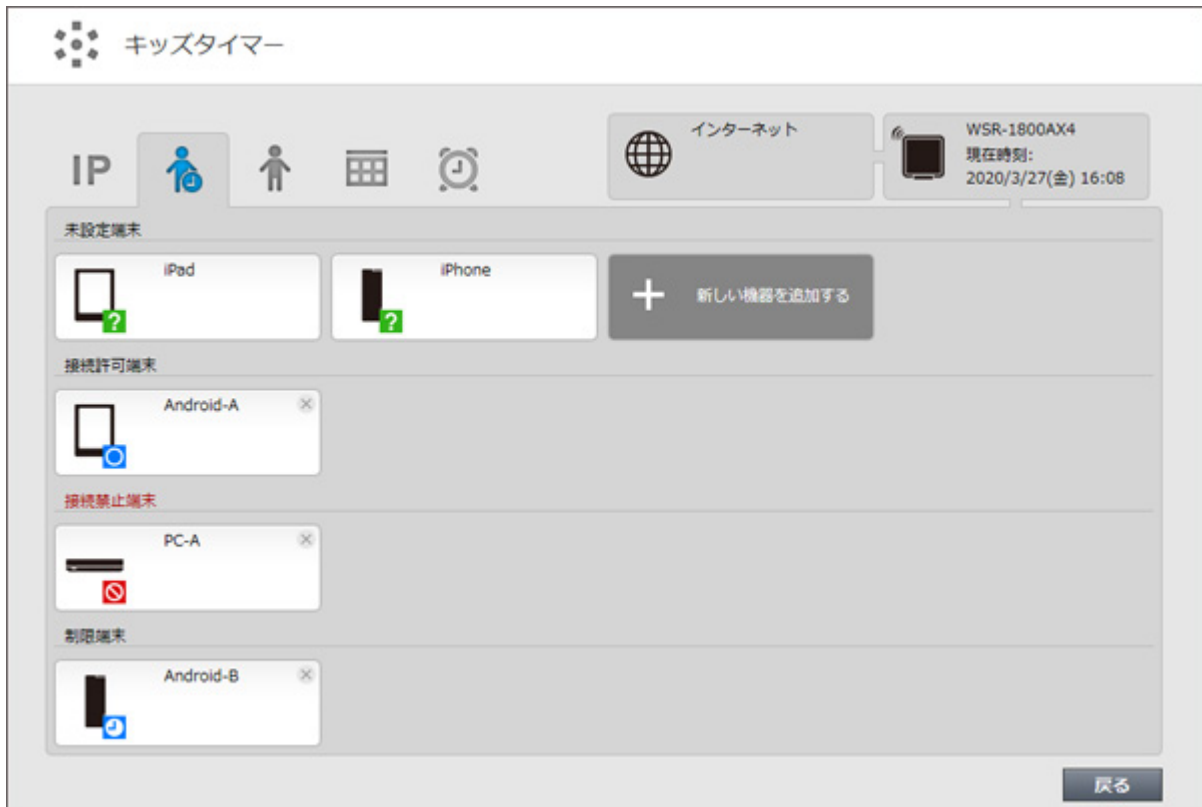 キッズタイマー
IP
インターネット
WSR-1800AX4
現在時刻:
2020/3/27(金) 16:08
未設定端末
iPad
iPhone
新しい機器を追加する
接続許可端末
Android-A
接続禁止端末
PC-A
制限端末
Android-B
戻る